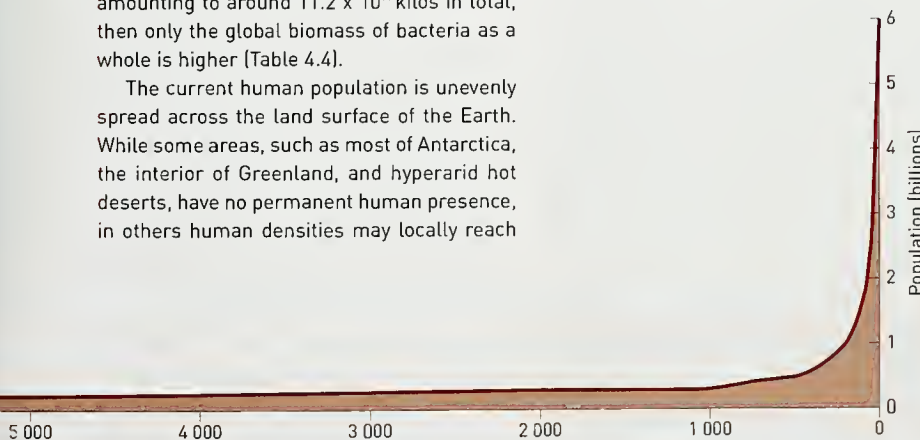 amounting to around 11.2 x 10 kilos in total,
then only the global biomass of bacteria as a
whole is higher (Table 4.4).
The current human population is unevenly
spread across the land surface of the Earth.
While some areas, such as most of Antarctica,
the interior of Greenland, and hyperarid hot
deserts, have no permanent human presence,
in others human densities may locally reach
6
5
4
3
2
1
0
Population (billions)
5 000 4 000 3 000 2 000 1 000 0